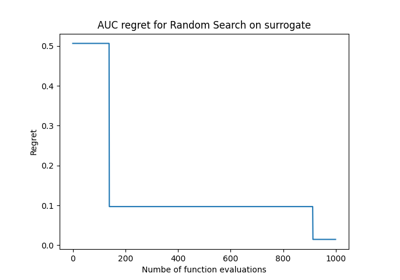 AUC regret for Random Search on surrogate
0.5
0.4
0.3
0.2
0.1
0.0
Regret
0 200 400 600 800 1000
Numbe of function evaluations